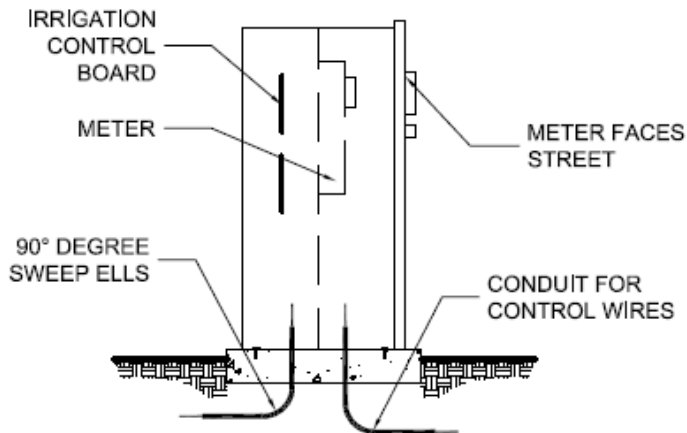 IRRIGATION
CONTROL
BOARD
METER
METER FACES
STREET
90° DEGREE
SWEEP ELLS
CONDUIT FOR
CONTROL WIRES